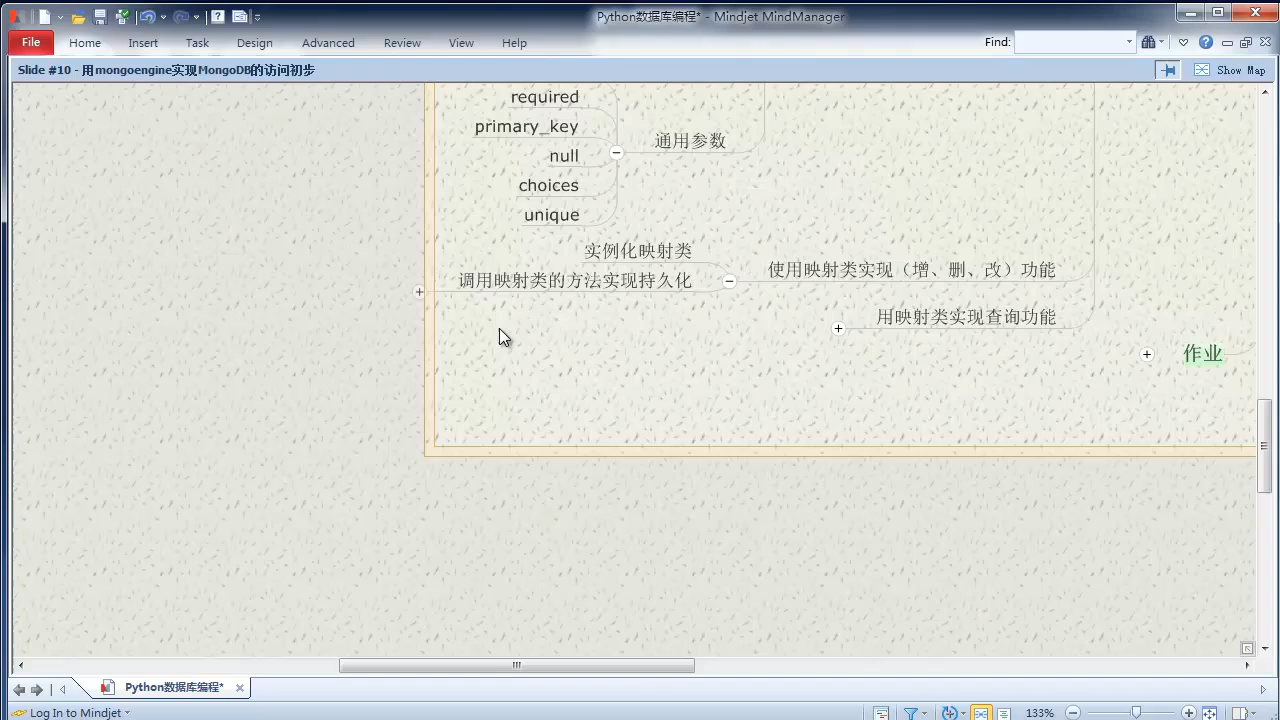 Python数据库编程* - Mindjet MindManager
File Home Insert Task Design Advanced Review View Help Find:
Slide #10 - 用mongoengine实现MongoDB的访问初步 Show Map
required
primary_key
通用参数
null
choices
unique
实例化映射类
使用映射类实现（增、删、改）功能
调用映射类的方法实现持久化
用映射类实现查询功能
作业
Python数据库编程*
Log In to Mindjet 133%